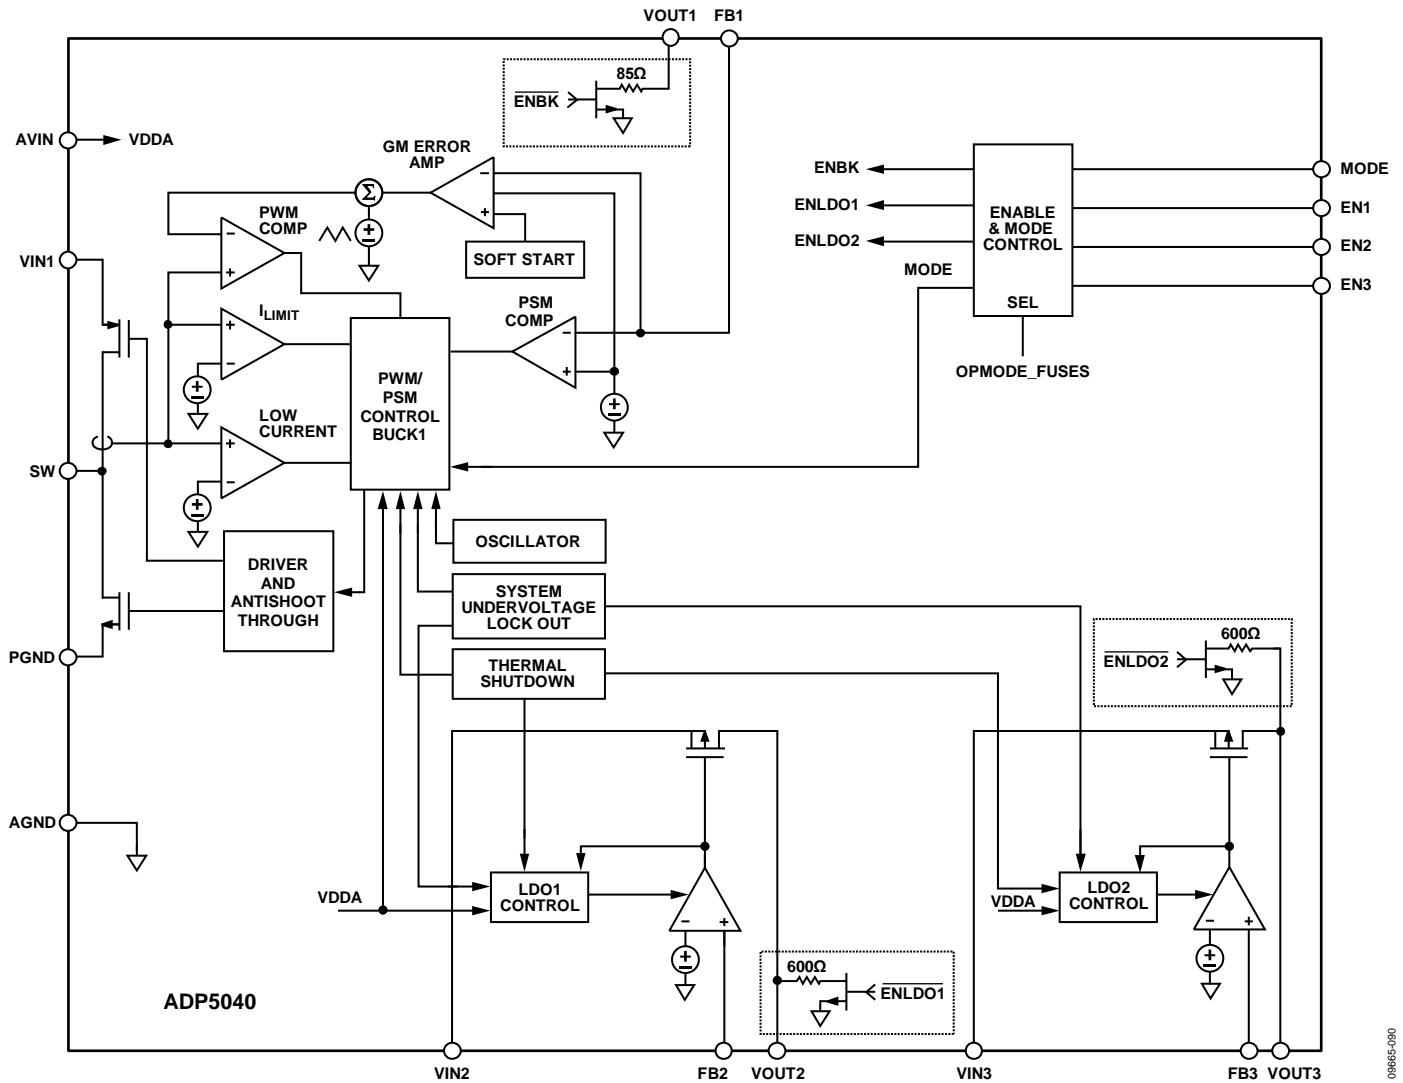 VOUT1 FB1
85Ω
ENBK
AVIN
VDDA
GM ERROR
AMP
Σ
PWM
COMP
SOFT START
VIN1
ILIMIT
PSM
COMP
PWM/
PSM
CONTROL
BUCK1
LOW
CURRENT
SW
ENBK
ENLDO1
ENLDO2
MODE
ENABLE
& MODE
CONTROL
SEL
OPMODE_FUSES
MODE
EN1
EN2
EN3
DRIVER
AND
ANTISHOOT
THROUGH
OSCILLATOR
SYSTEM
UNDERVOLTAGE
LOCK OUT
THERMAL
SHUTDOWN
PGND
600Ω
ENLDO2
AGND
VDDA
LDO1
CONTROL
VDDA
LDO2
CONTROL
600Ω
ENLDO1
ADP5040
VIN2 FB2 VOUT2 VIN3 FB3 VOUT3
09665-090